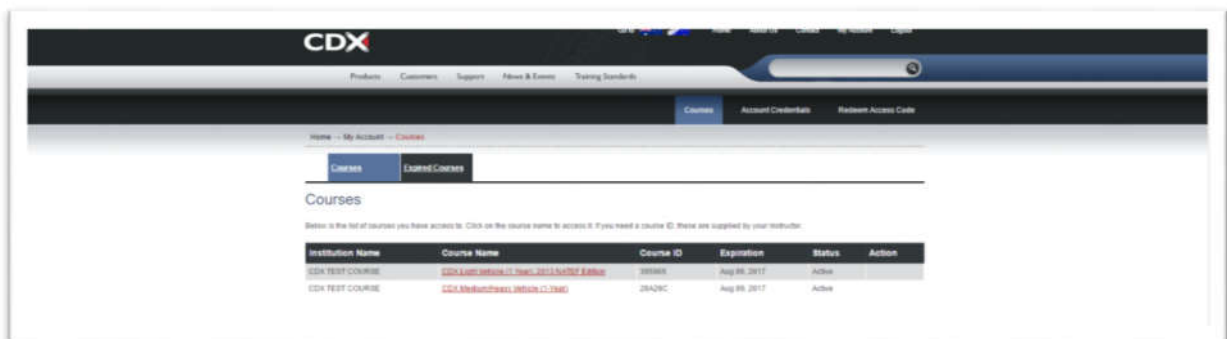 CDX
Home About Us Contact My Account Logout
Products Customers Support News & Events Training Standards
Courses Account Credentials Redeem Access Code
Home → My Account → Courses
Courses Expired Courses
Courses
Below is the list of courses you have access to. Click on the course name to access it. If you need a course ID, these are supplied by your instructor.
Institution Name Course Name Course ID Expiration Status Action
CDX TEST COURSE CDX Light Vehicle (1 Year), 2013 NATEF Edition Aug 09, 2017 Active
CDX TEST COURSE CDX Medium/Heavy Vehicle (1-Year) 28A28C Aug 09, 2017 Active